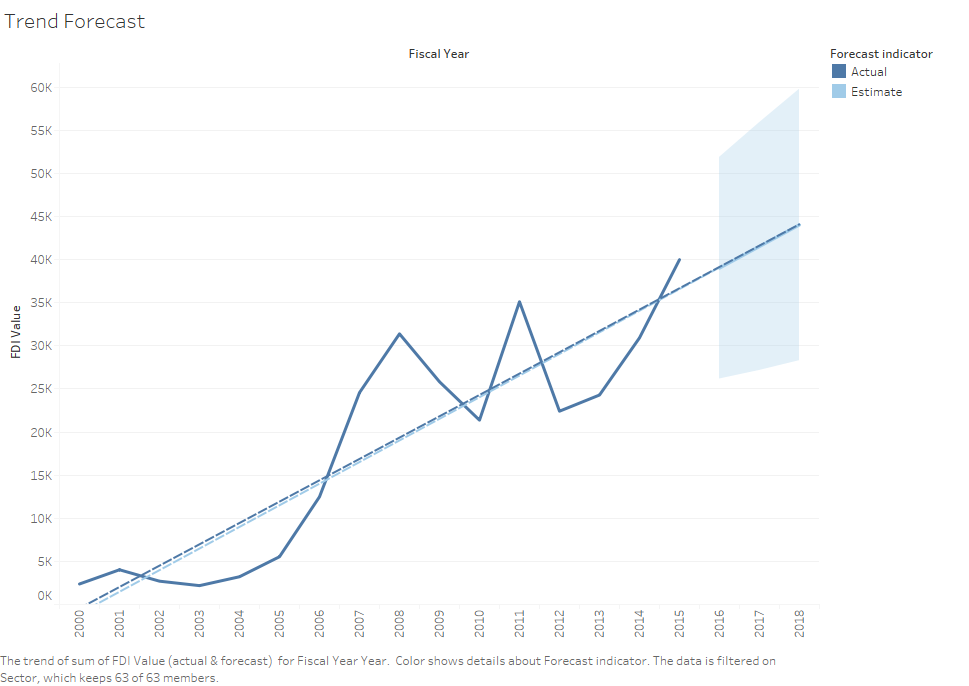 Trend Forecast
Fiscal Year
Forecast indicator
Actual
Estimate
60K
55K
50K
45K
40K
35K
30K
25K
20K
15K
10K
5K
0K
FDI Value
2000
2001
2002
2003
2004
2005
2006
2007
2008
2009
2010
2011
2012
2013
2014
2015
2016
2017
2018
The trend of sum of FDI Value (actual & forecast) for Fiscal Year Year. Color shows details about Forecast indicator. The data is filtered on
Sector, which keeps 63 of 63 members.